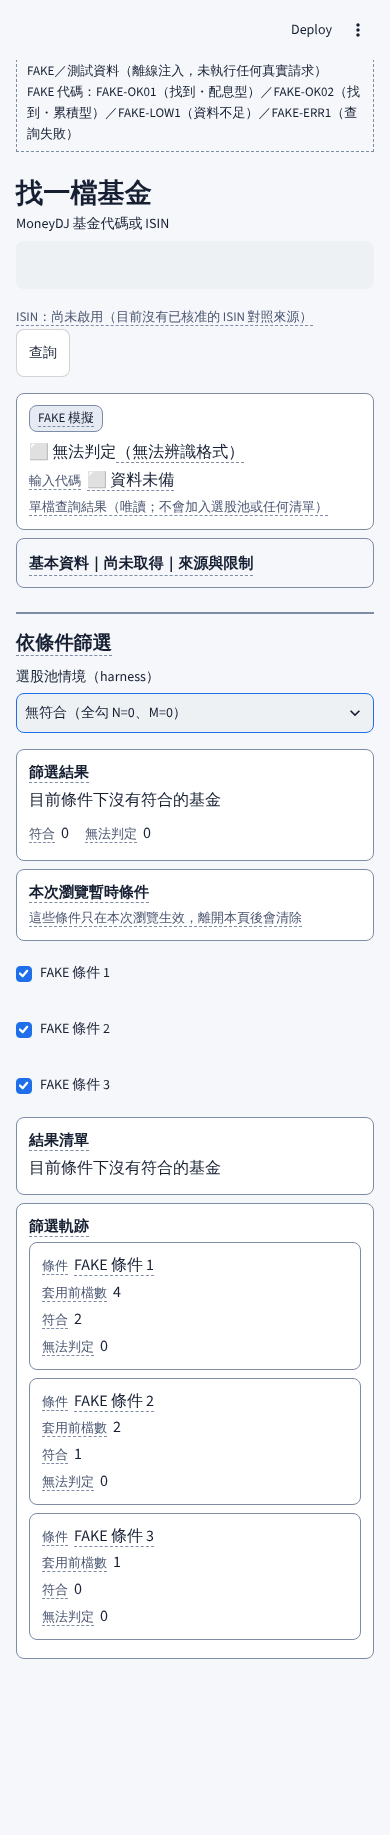 Deploy
FAKE／測試資料（離線注入，未執行任何真實請求）
FAKE 代碼：FAKE-OK01（找到・配息型）／FAKE-OK02（找
到・累積型）／FAKE-LOW1（資料不足）／FAKE-ERR1（查
詢失敗）
找一檔基金
MoneyDJ 基金代碼或 ISIN
ISIN：尚未啟用（目前沒有已核准的 ISIN 對照來源）
查詢
FAKE 模擬
⬜ 無法判定（無法辨識格式）
輸入代碼 ⬜ 資料未備
單檔查詢結果（唯讀；不會加入選股池或任何清單）
基本資料｜尚未取得｜來源與限制
依條件篩選
選股池情境（harness）
無符合（全勾 N=0、M=0）
篩選結果
目前條件下沒有符合的基金
符合 0 無法判定 0
本次瀏覽暫時條件
這些條件只在本次瀏覽生效，離開本頁後會清除
FAKE 條件 1
FAKE 條件 2
FAKE 條件 3
結果清單
目前條件下沒有符合的基金
篩選軌跡
條件 FAKE 條件 1
套用前檔數 4
符合 2
無法判定 0
條件 FAKE 條件 2
套用前檔數 2
符合 1
無法判定 0
條件 FAKE 條件 3
套用前檔數 1
符合 0
無法判定 0